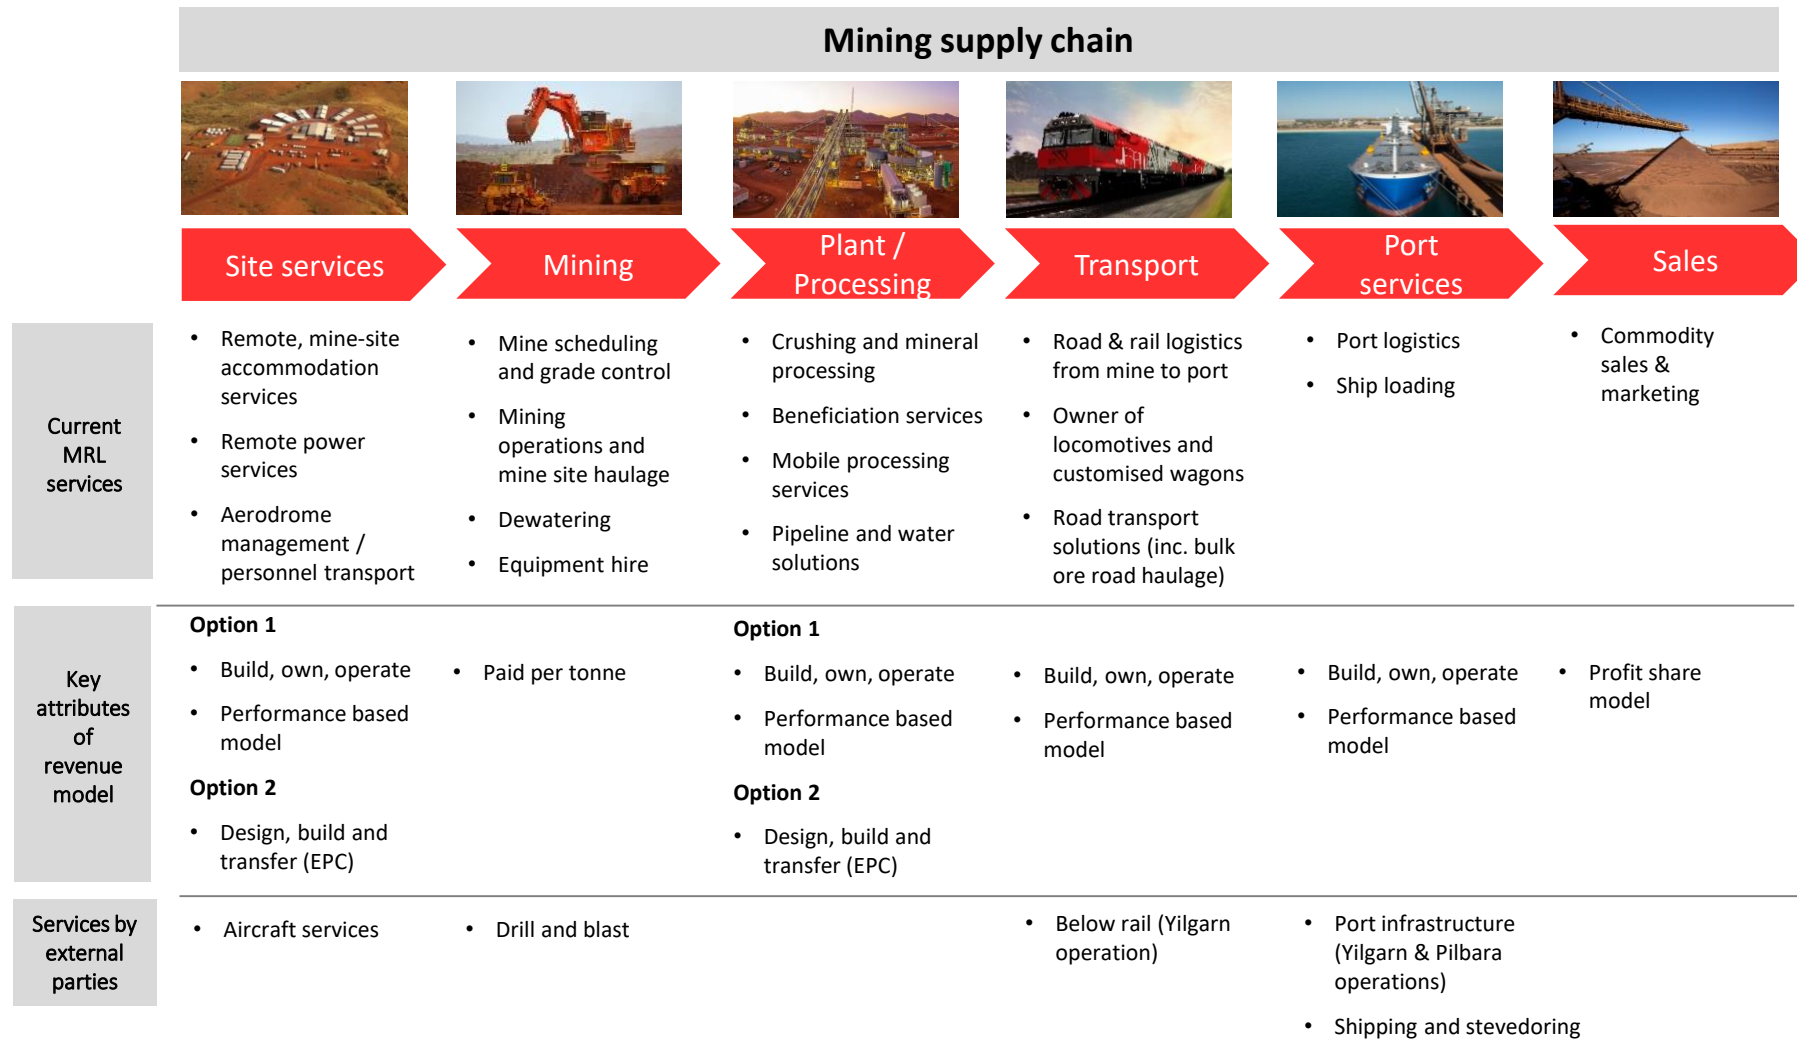 Mining supply chain
Site services
Mining
Plant /
Processing
Transport
Port
services
Sales
Current
MRL
services
• Remote, mine-site
accommodation
services
• Remote power
services
• Aerodrome
management /
personnel transport
• Mine scheduling
and grade control
• Mining
operations and
mine site haulage
• Dewatering
• Equipment hire
• Crushing and mineral
processing
• Beneficiation services
• Mobile processing
services
• Pipeline and water
solutions
• Road & rail logistics
from mine to port
• Owner of
locomotives and
customised wagons
• Road transport
solutions (inc. bulk
ore road haulage)
• Port logistics
• Ship loading
• Commodity
sales &
marketing
Key
attributes
of
revenue
model
Option 1
• Build, own, operate
• Performance based
model
Option 2
• Design, build and
transfer (EPC)
• Paid per tonne
Option 1
• Build, own, operate
• Performance based
model
Option 2
• Design, build and
transfer (EPC)
• Build, own, operate
• Performance based
model
• Build, own, operate
• Performance based
model
• Profit share
model
Services by
external
parties
• Aircraft services
• Drill and blast
• Below rail (Yilgarn
operation)
• Port infrastructure
(Yilgarn & Pilbara
operations)
• Shipping and stevedoring